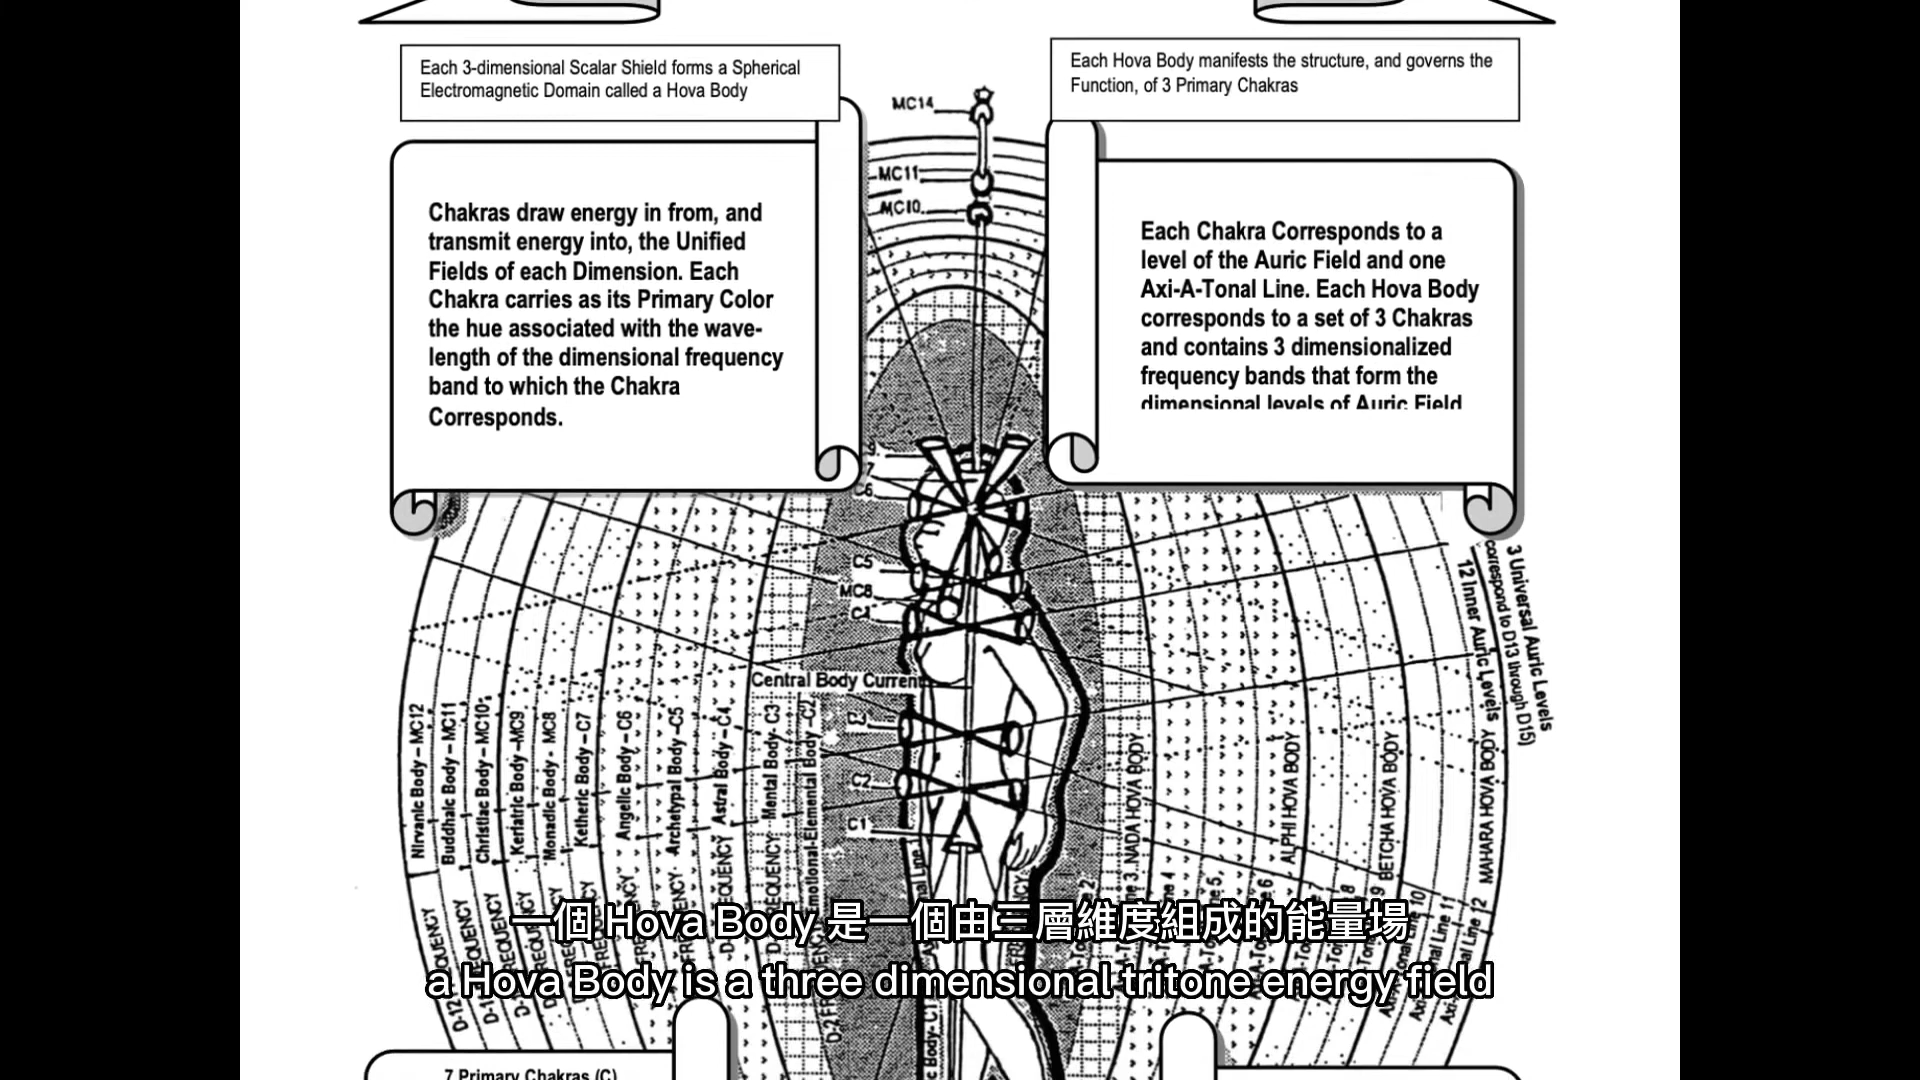 Each 3-dimensional Scalar Shield forms a Spherical
Electromagnetic Domain called a Hova Body
Each Hova Body manifests the structure, and governs the
Function, of 3 Primary Chakras
Chakras draw energy in from, and
transmit energy into, the Unified
Fields of each Dimension. Each
Chakra carries as its Primary Color
the hue associated with the wave-
length of the dimensional frequency
band to which the Chakra
Corresponds.
Each Chakra Corresponds to a
level of the Auric Field and one
Axi-A-Tonal Line. Each Hova Body
corresponds to a set of 3 Chakras
and contains 3 dimensionalized
frequency bands that form the
dimensional levels of Auric Field
MC14
MC11
MC10
7
C6
C5
MC8
C4
Central Body Current
C2
C1
Nirvanic Body – MC12
Buddhaic Body – MC11
Christiac Body – MC10
Keriatric Body – MC9
Monadic Body - MC8
Ketheric Body – C7
Angelic Body – C6
Archetypal Body – C5
Astral Body – C4
Mental Body- C3
Emotional-Elemental Body – C2
NADA HOVA BODY
ALPHI HOVA BODY
BETCHA HOVA BODY
MAHARA HOVA BODY
12 Inner Auric Levels
correspond to D13 through D15)
3 Universal Auric Levels
一個 Hova Body 是一個由三層維度組成的能量場
a Hova Body is a three dimensional tritone energy field
7 Primary Chakras (C)